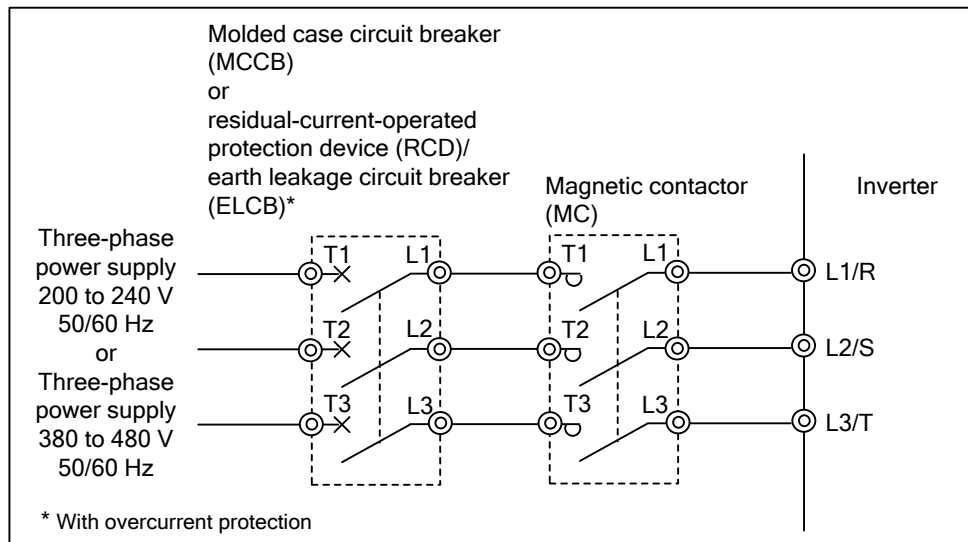 Molded case circuit breaker
(MCCB)
or
residual-current-operated
protection device (RCD)/
earth leakage circuit breaker
(ELCB)*
Magnetic contactor
(MC)
Inverter
Three-phase
power supply
200 to 240 V
50/60 Hz
or
Three-phase
power supply
380 to 480 V
50/60 Hz
T1 L1 T1 L1 L1/R
T2 L2 T2 L2 L2/S
T3 L3 T3 L3 L3/T
* With overcurrent protection